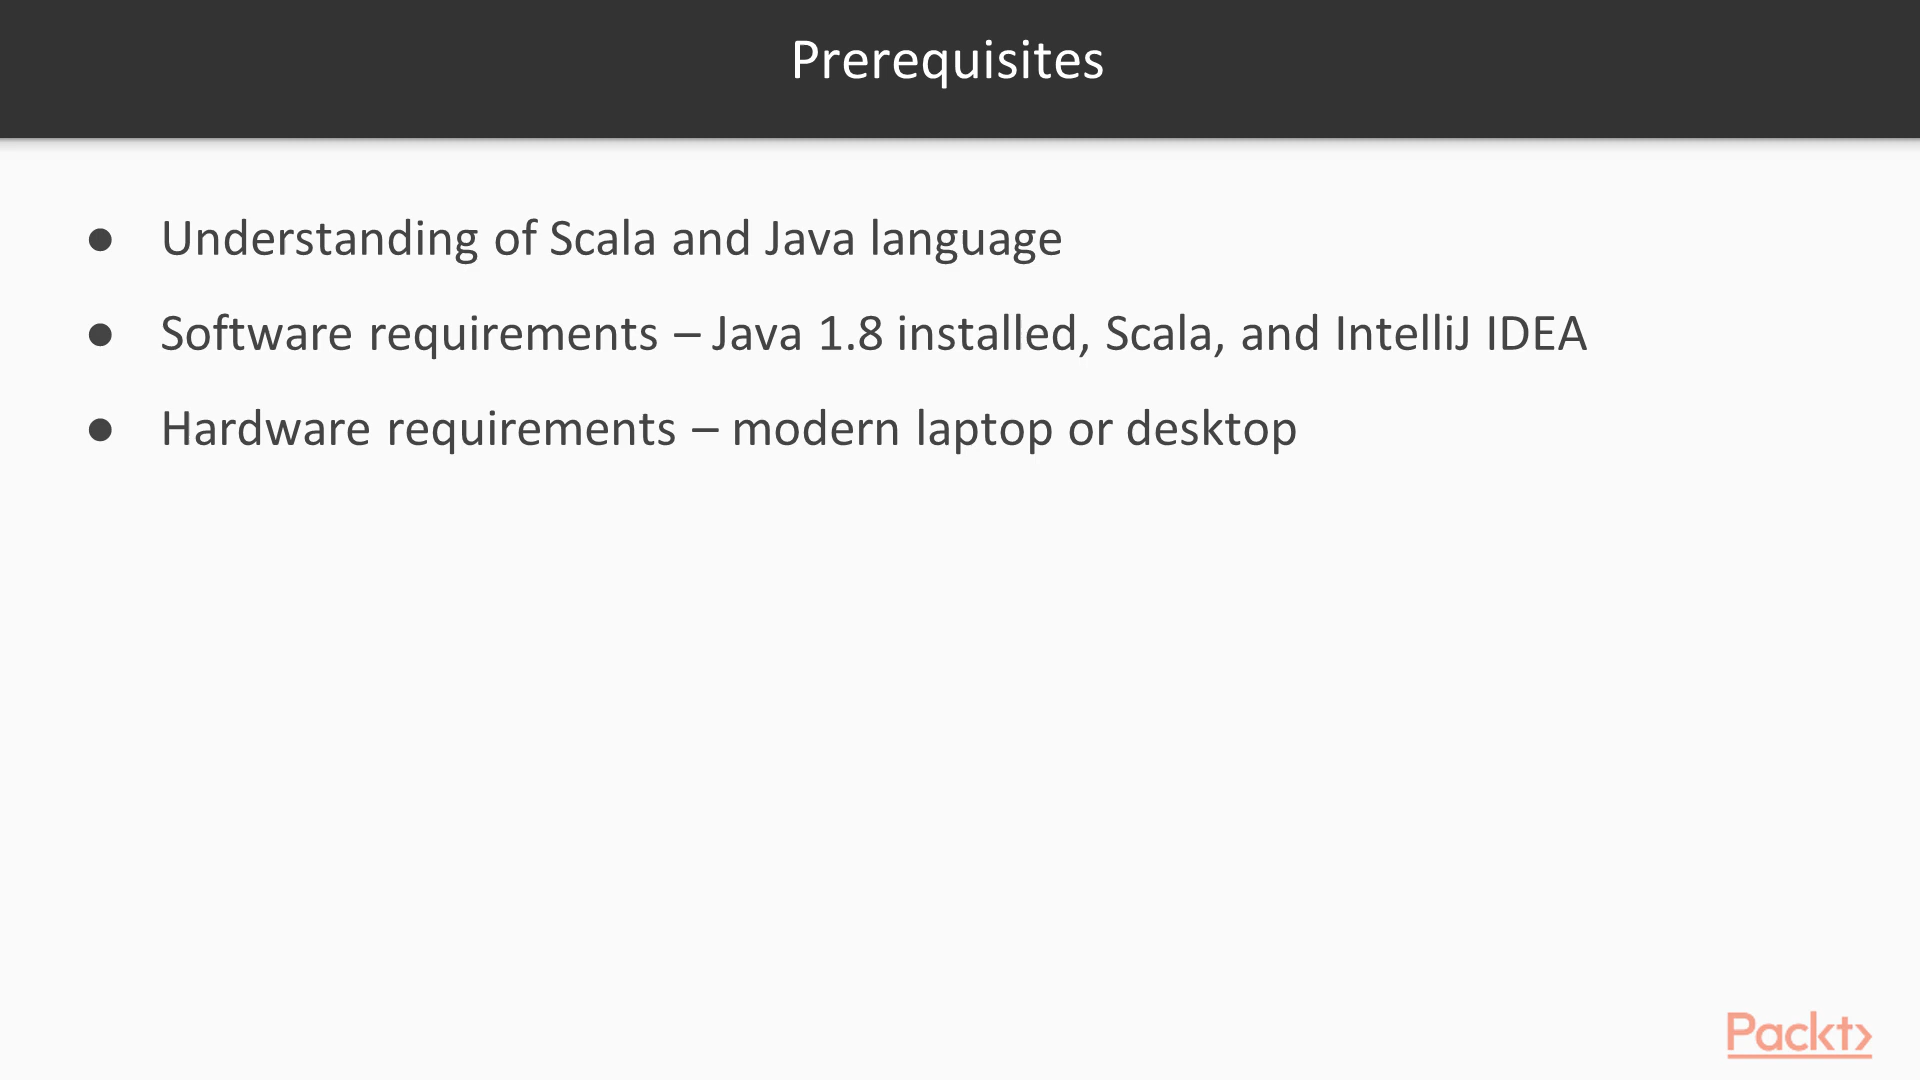 Prerequisites
● Understanding of Scala and Java language
● Software requirements – Java 1.8 installed, Scala, and IntelliJ IDEA
● Hardware requirements – modern laptop or desktop
Packt>